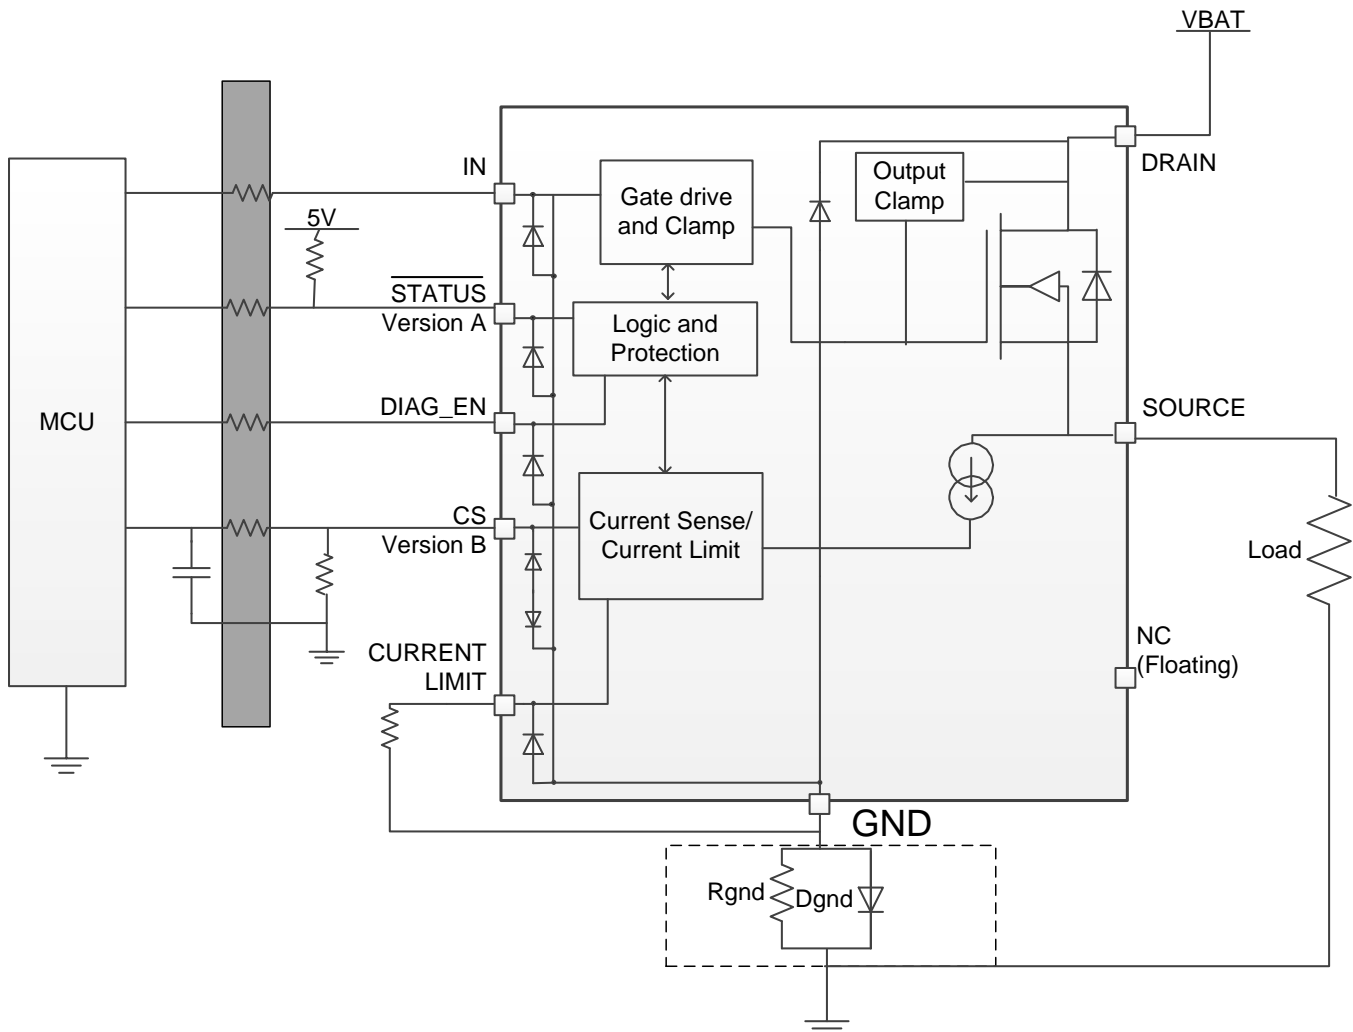 VBAT
IN
Gate drive
and Clamp
Output
Clamp
DRAIN
5V
STATUS
Version A
Logic and
Protection
MCU
DIAG_EN
SOURCE
CS
Version B
Current Sense/
Current Limit
Load
CURRENT
LIMIT
NC
(Floating)
GND
Rgnd
Dgnd